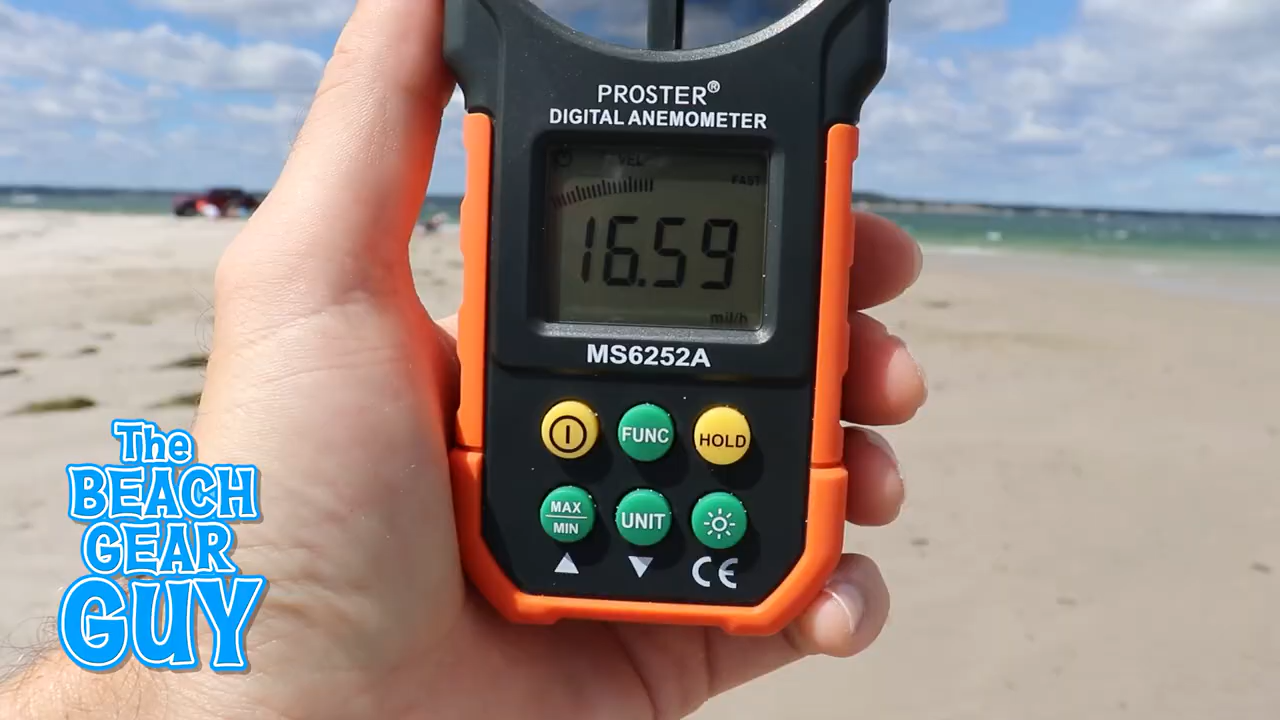 PROSTER®
DIGITAL ANEMOMETER
VEL
FAST
16.59
mil/h
MS6252A
FUNC
HOLD
MAX
MIN
UNIT
CE
The
BEACH
GEAR
GUY